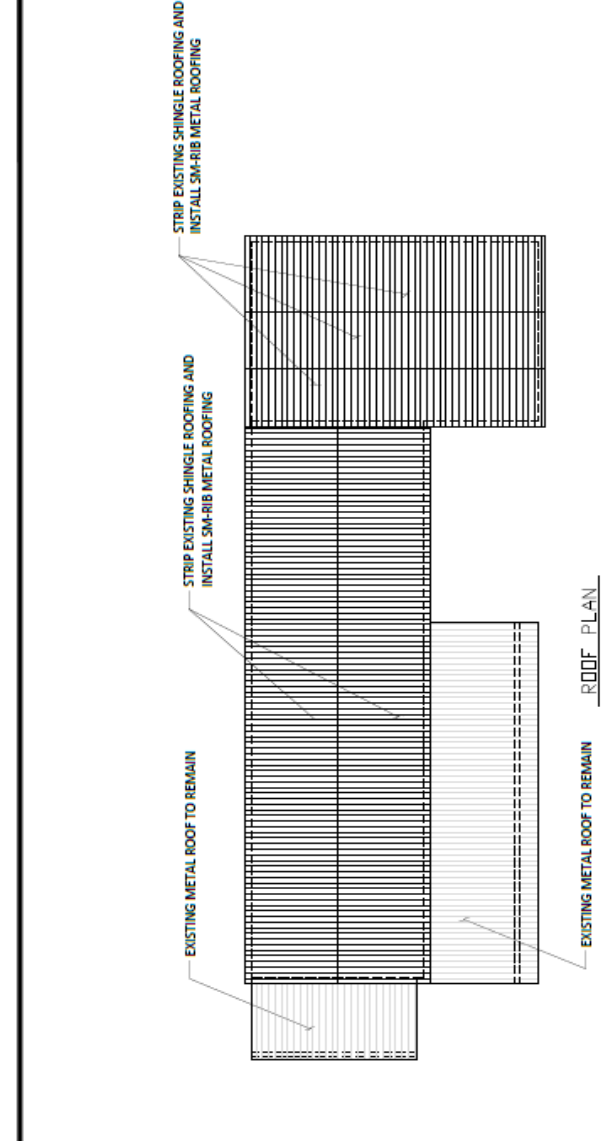 EXISTING METAL ROOF TO REMAIN
STRIP EXISTING SHINGLE ROOFING AND
INSTALL SM-RIB METAL ROOFING
STRIP EXISTING SHINGLE ROOFING AND
INSTALL SM-RIB METAL ROOFING
EXISTING METAL ROOF TO REMAIN
ROOF PLAN